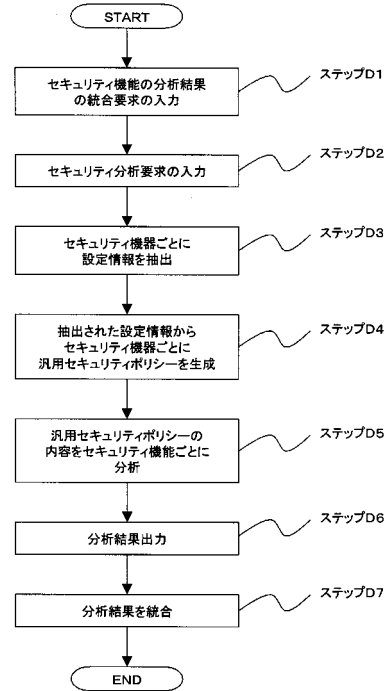 START
セキュリティ機能の分析結果
の統合要求の入力
ステップD1
セキュリティ分析要求の入力
ステップD2
セキュリティ機器ごとに
設定情報を抽出
ステップD3
抽出された設定情報から
セキュリティ機器ごとに
汎用セキュリティポリシーを生成
ステップD4
汎用セキュリティポリシーの
内容をセキュリティ機能ごとに
分析
ステップD5
分析結果出力
ステップD6
分析結果を統合
ステップD7
END